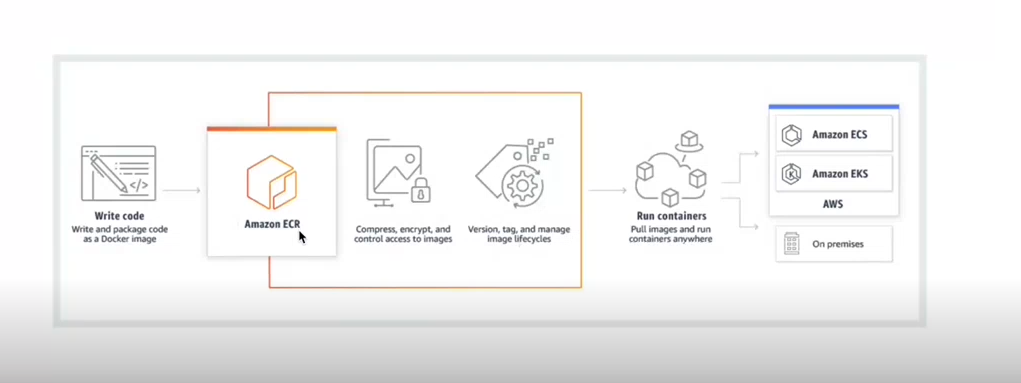 Write code
Write and package code
as a Docker image
Amazon ECR
Compress, encrypt, and
control access to images
Version, tag, and manage
image lifecycles
Run containers
Pull images and run
containers anywhere
Amazon ECS
Amazon EKS
AWS
On premises